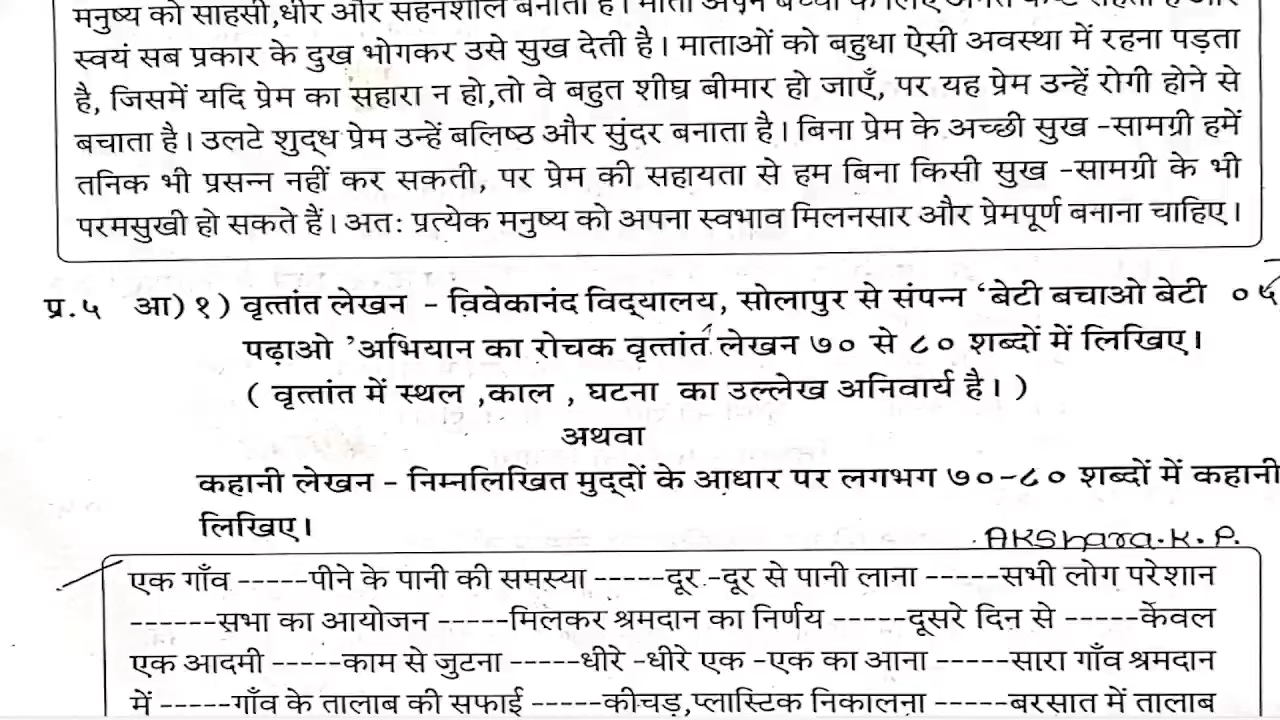 मनुष्य को साहसी,धीर और सहनशील बनाता है। माता अपने बच्चों के लिए अनंत कष्ट सहती है और
स्वयं सब प्रकार के दुख भोगकर उसे सुख देती है। माताओं को बहुधा ऐसी अवस्था में रहना पड़ता
है, जिसमें यदि प्रेम का सहारा न हो,तो वे बहुत शीघ्र बीमार हो जाएँ, पर यह प्रेम उन्हें रोगी होने से
बचाता है। उलटे शुद्ध प्रेम उन्हें बलिष्ठ और सुंदर बनाता है। बिना प्रेम के अच्छी सुख -सामग्री हमें
तनिक भी प्रसन्न नहीं कर सकती, पर प्रेम की सहायता से हम बिना किसी सुख -सामग्री के भी
परमसुखी हो सकते हैं। अतः प्रत्येक मनुष्य को अपना स्वभाव मिलनसार और प्रेमपूर्ण बनाना चाहिए।
प्र.५ आ) १) वृत्तांत लेखन - विवेकानंद विद्यालय, सोलापुर से संपन्न ‘बेटी बचाओ बेटी ०५
पढ़ाओ ’अभियान का रोचक वृत्तांत लेखन ७० से ८० शब्दों में लिखिए।
( वृत्तांत में स्थल ,काल , घटना का उल्लेख अनिवार्य है। )
अथवा
कहानी लेखन - निम्नलिखित मुद्दों के आधार पर लगभग ७०-८० शब्दों में कहानी
लिखिए।
AKShara.K.P.
एक गाँव -----पीने के पानी की समस्या -----दूर -दूर से पानी लाना -----सभी लोग परेशान
------सभा का आयोजन -----मिलकर श्रमदान का निर्णय -----दूसरे दिन से -----केवल
एक आदमी -----काम से जुटना -----धीरे -धीरे एक -एक का आना -----सारा गाँव श्रमदान
में -----गाँव के तालाब की सफाई -----कीचड़,प्लास्टिक निकालना -----बरसात में तालाब